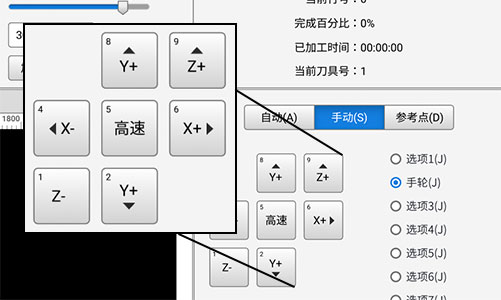 当前行号：0
完成百分比：0%
已加工时间：00:00:00
当前刀具号：1
3
8 Y+
9 Z+
4 X-
5 高速
6 X+
1 Z-
2 Y+
1800
自动(A) 手动(S) 参考点(D)
8 Y+
9 Z+
5 高速
6 X+
1 Z-
2 Y+
选项1(J)
手轮(J)
选项3(J)
选项4(J)
选项5(J)
选项6(J)
选项7(J)